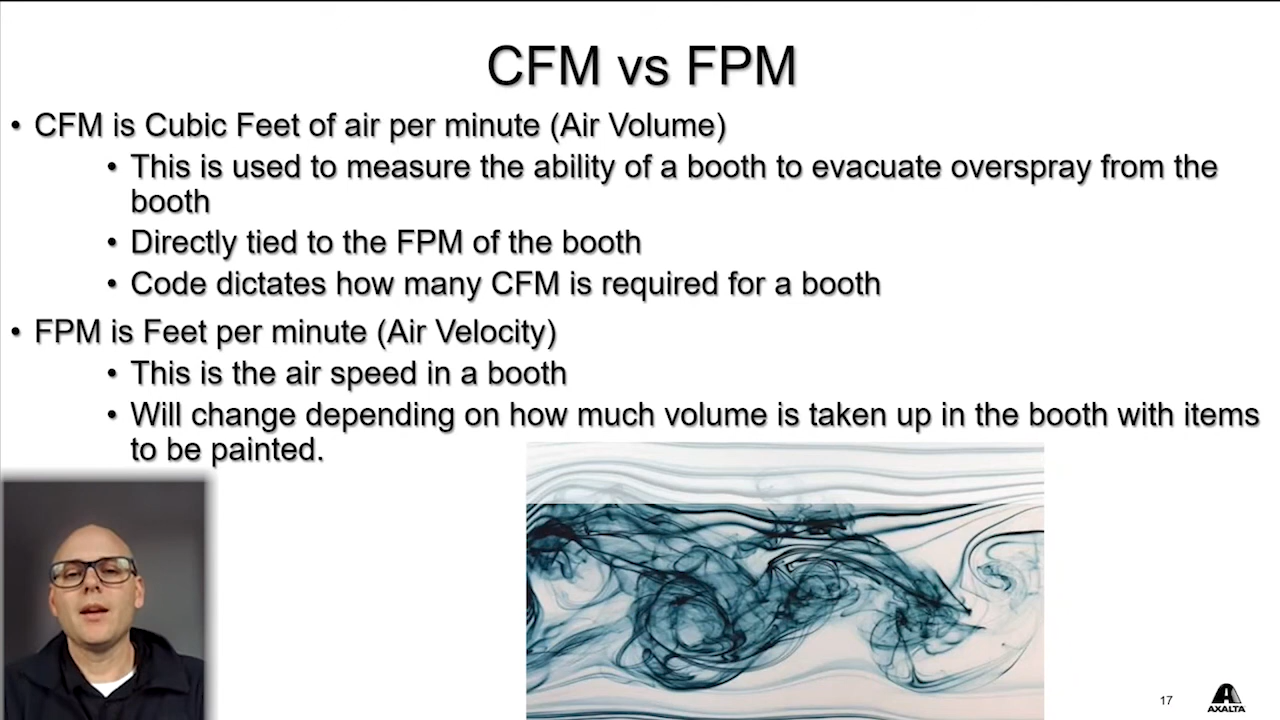 CFM vs FPM
• CFM is Cubic Feet of air per minute (Air Volume)
• This is used to measure the ability of a booth to evacuate overspray from the
booth
• Directly tied to the FPM of the booth
• Code dictates how many CFM is required for a booth
• FPM is Feet per minute (Air Velocity)
• This is the air speed in a booth
• Will change depending on how much volume is taken up in the booth with items
to be painted.
17
AXALTA